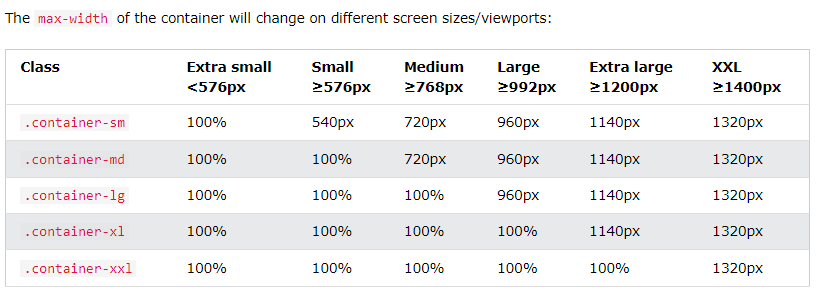 The max-width of the container will change on different screen sizes/viewports:
Class Extra small Small Medium Large Extra large XXL
<576px ≥576px ≥768px ≥992px ≥1200px ≥1400px
.container-sm 100% 540px 720px 960px 1140px 1320px
.container-md 100% 100% 720px 960px 1140px 1320px
.container-lg 100% 100% 100% 960px 1140px 1320px
.container-xl 100% 100% 100% 100% 1140px 1320px
.container-xxl 100% 100% 100% 100% 100% 1320px